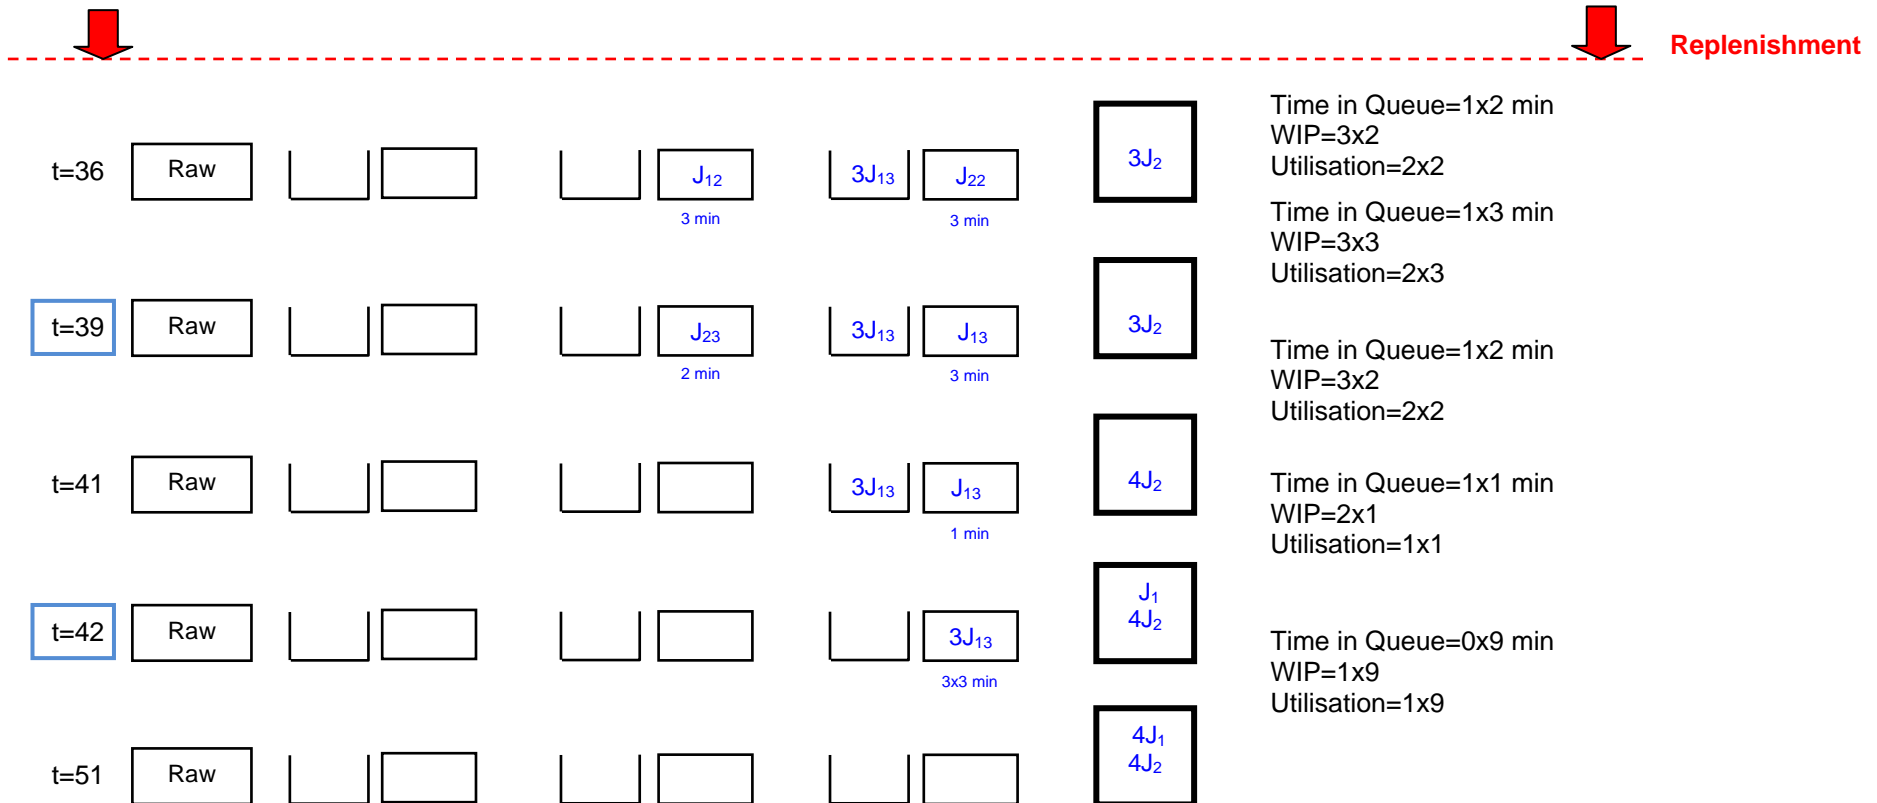 Replenishment
Time in Queue=1x2 min
WIP=3x2
Utilisation=2x2
t=36 Raw J₁₂ 3J₁₃ J₂₂ 3J₂
3 min 3 min
Time in Queue=1x3 min
WIP=3x3
Utilisation=2x3
t=39 Raw J₂₃ 3J₁₃ J₁₃ 3J₂
2 min 3 min
Time in Queue=1x2 min
WIP=3x2
Utilisation=2x2
t=41 Raw 3J₁₃ J₁₃ 4J₂
1 min
Time in Queue=1x1 min
WIP=2x1
Utilisation=1x1
J₁
4J₂
t=42 Raw 3J₁₃
3x3 min
Time in Queue=0x9 min
WIP=1x9
Utilisation=1x9
4J₁
4J₂
t=51 Raw